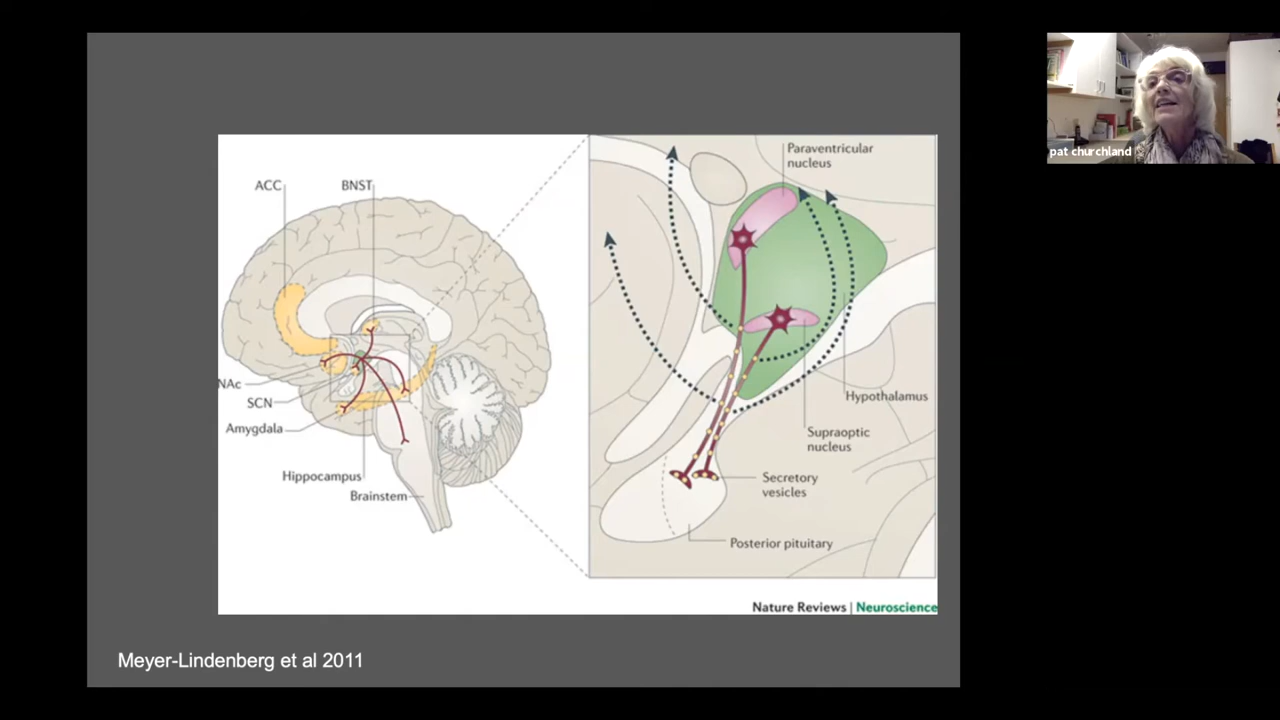 pat churchland
ACC
BNST
NAc
SCN
Amygdala
Hippocampus
Brainstem
Paraventricular
nucleus
Hypothalamus
Supraoptic
nucleus
Secretory
vesicles
Posterior pituitary
Nature Reviews | Neuroscience
Meyer-Lindenberg et al 2011